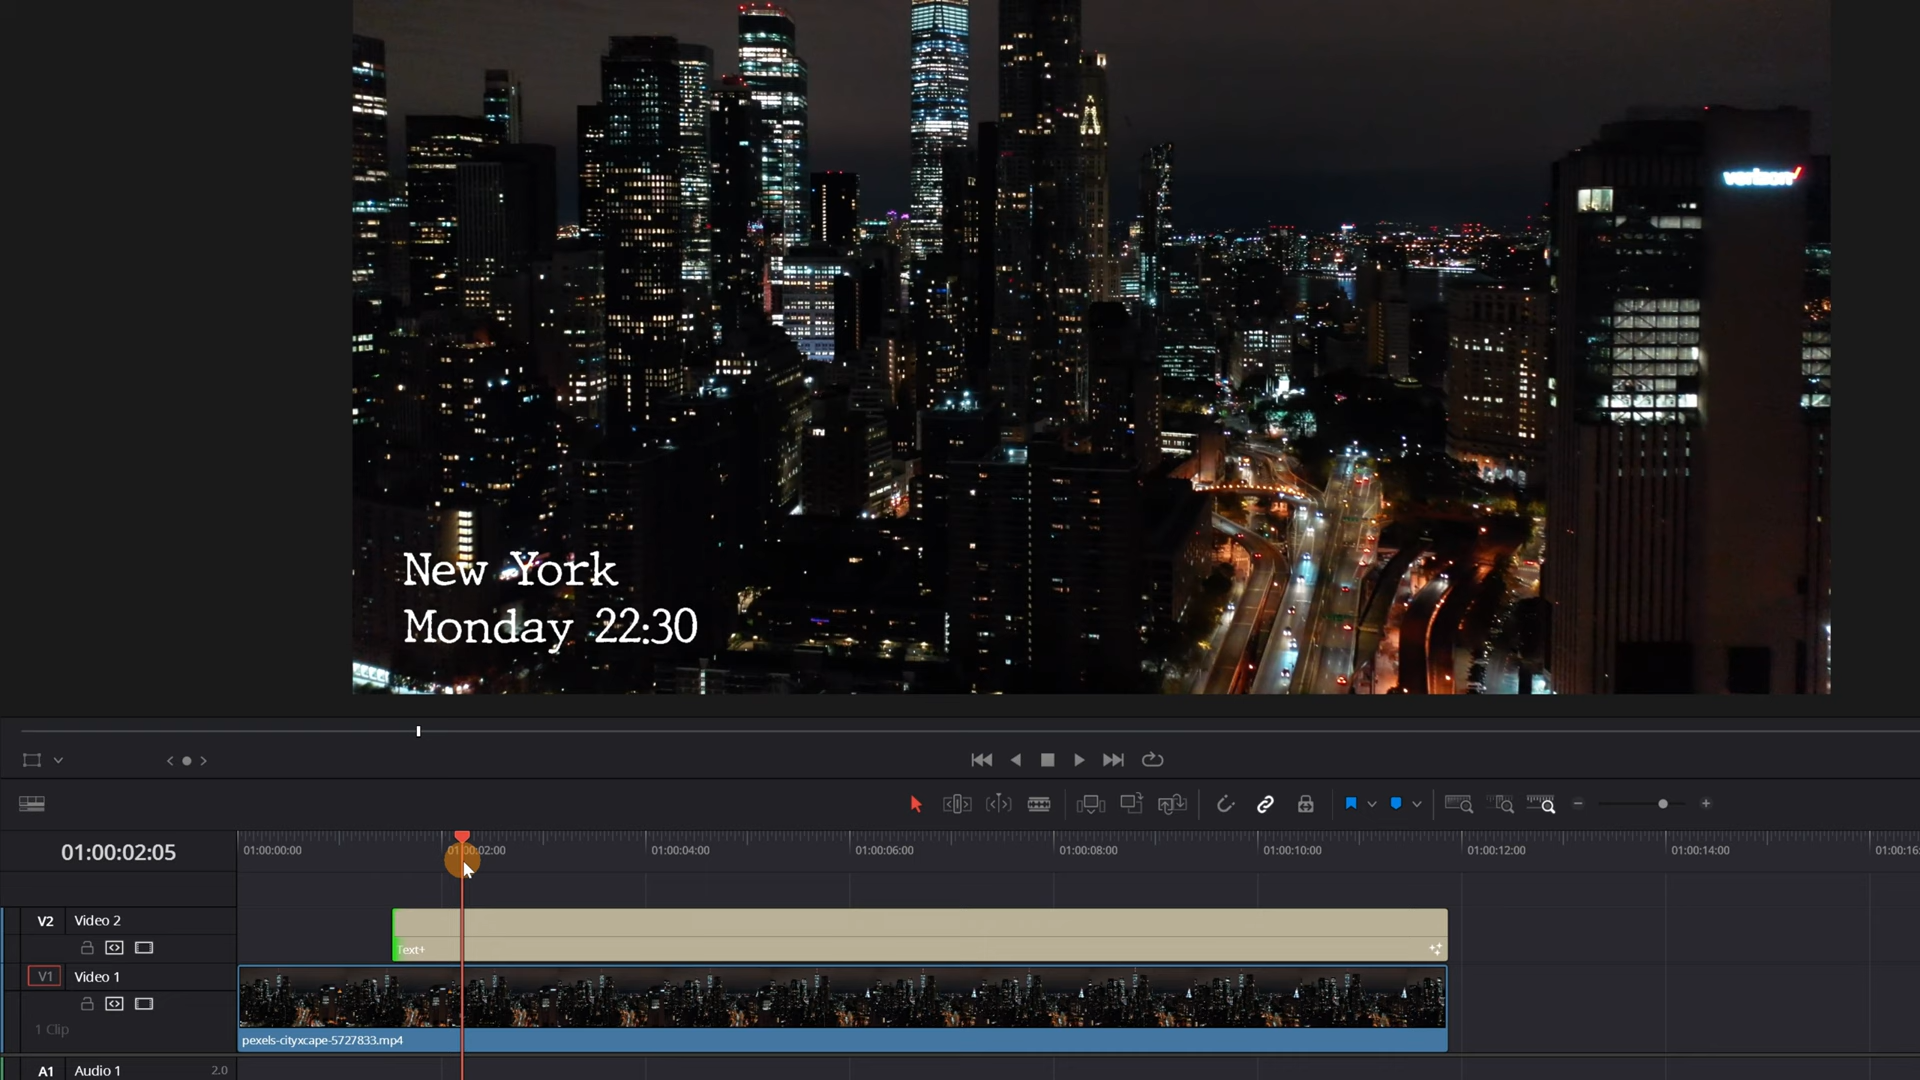 verizon
New York
Monday 22:30
01:00:02:05
01:00:00:00
01:00:02:00
01:00:04:00
01:00:06:00
01:00:08:00
01:00:10:00
01:00:12:00
01:00:14:00
V2 Video 2
Text+
V1 Video 1
1 Clip
pexels-cityxcape-5727833.mp4
A1 Audio 1 2.0